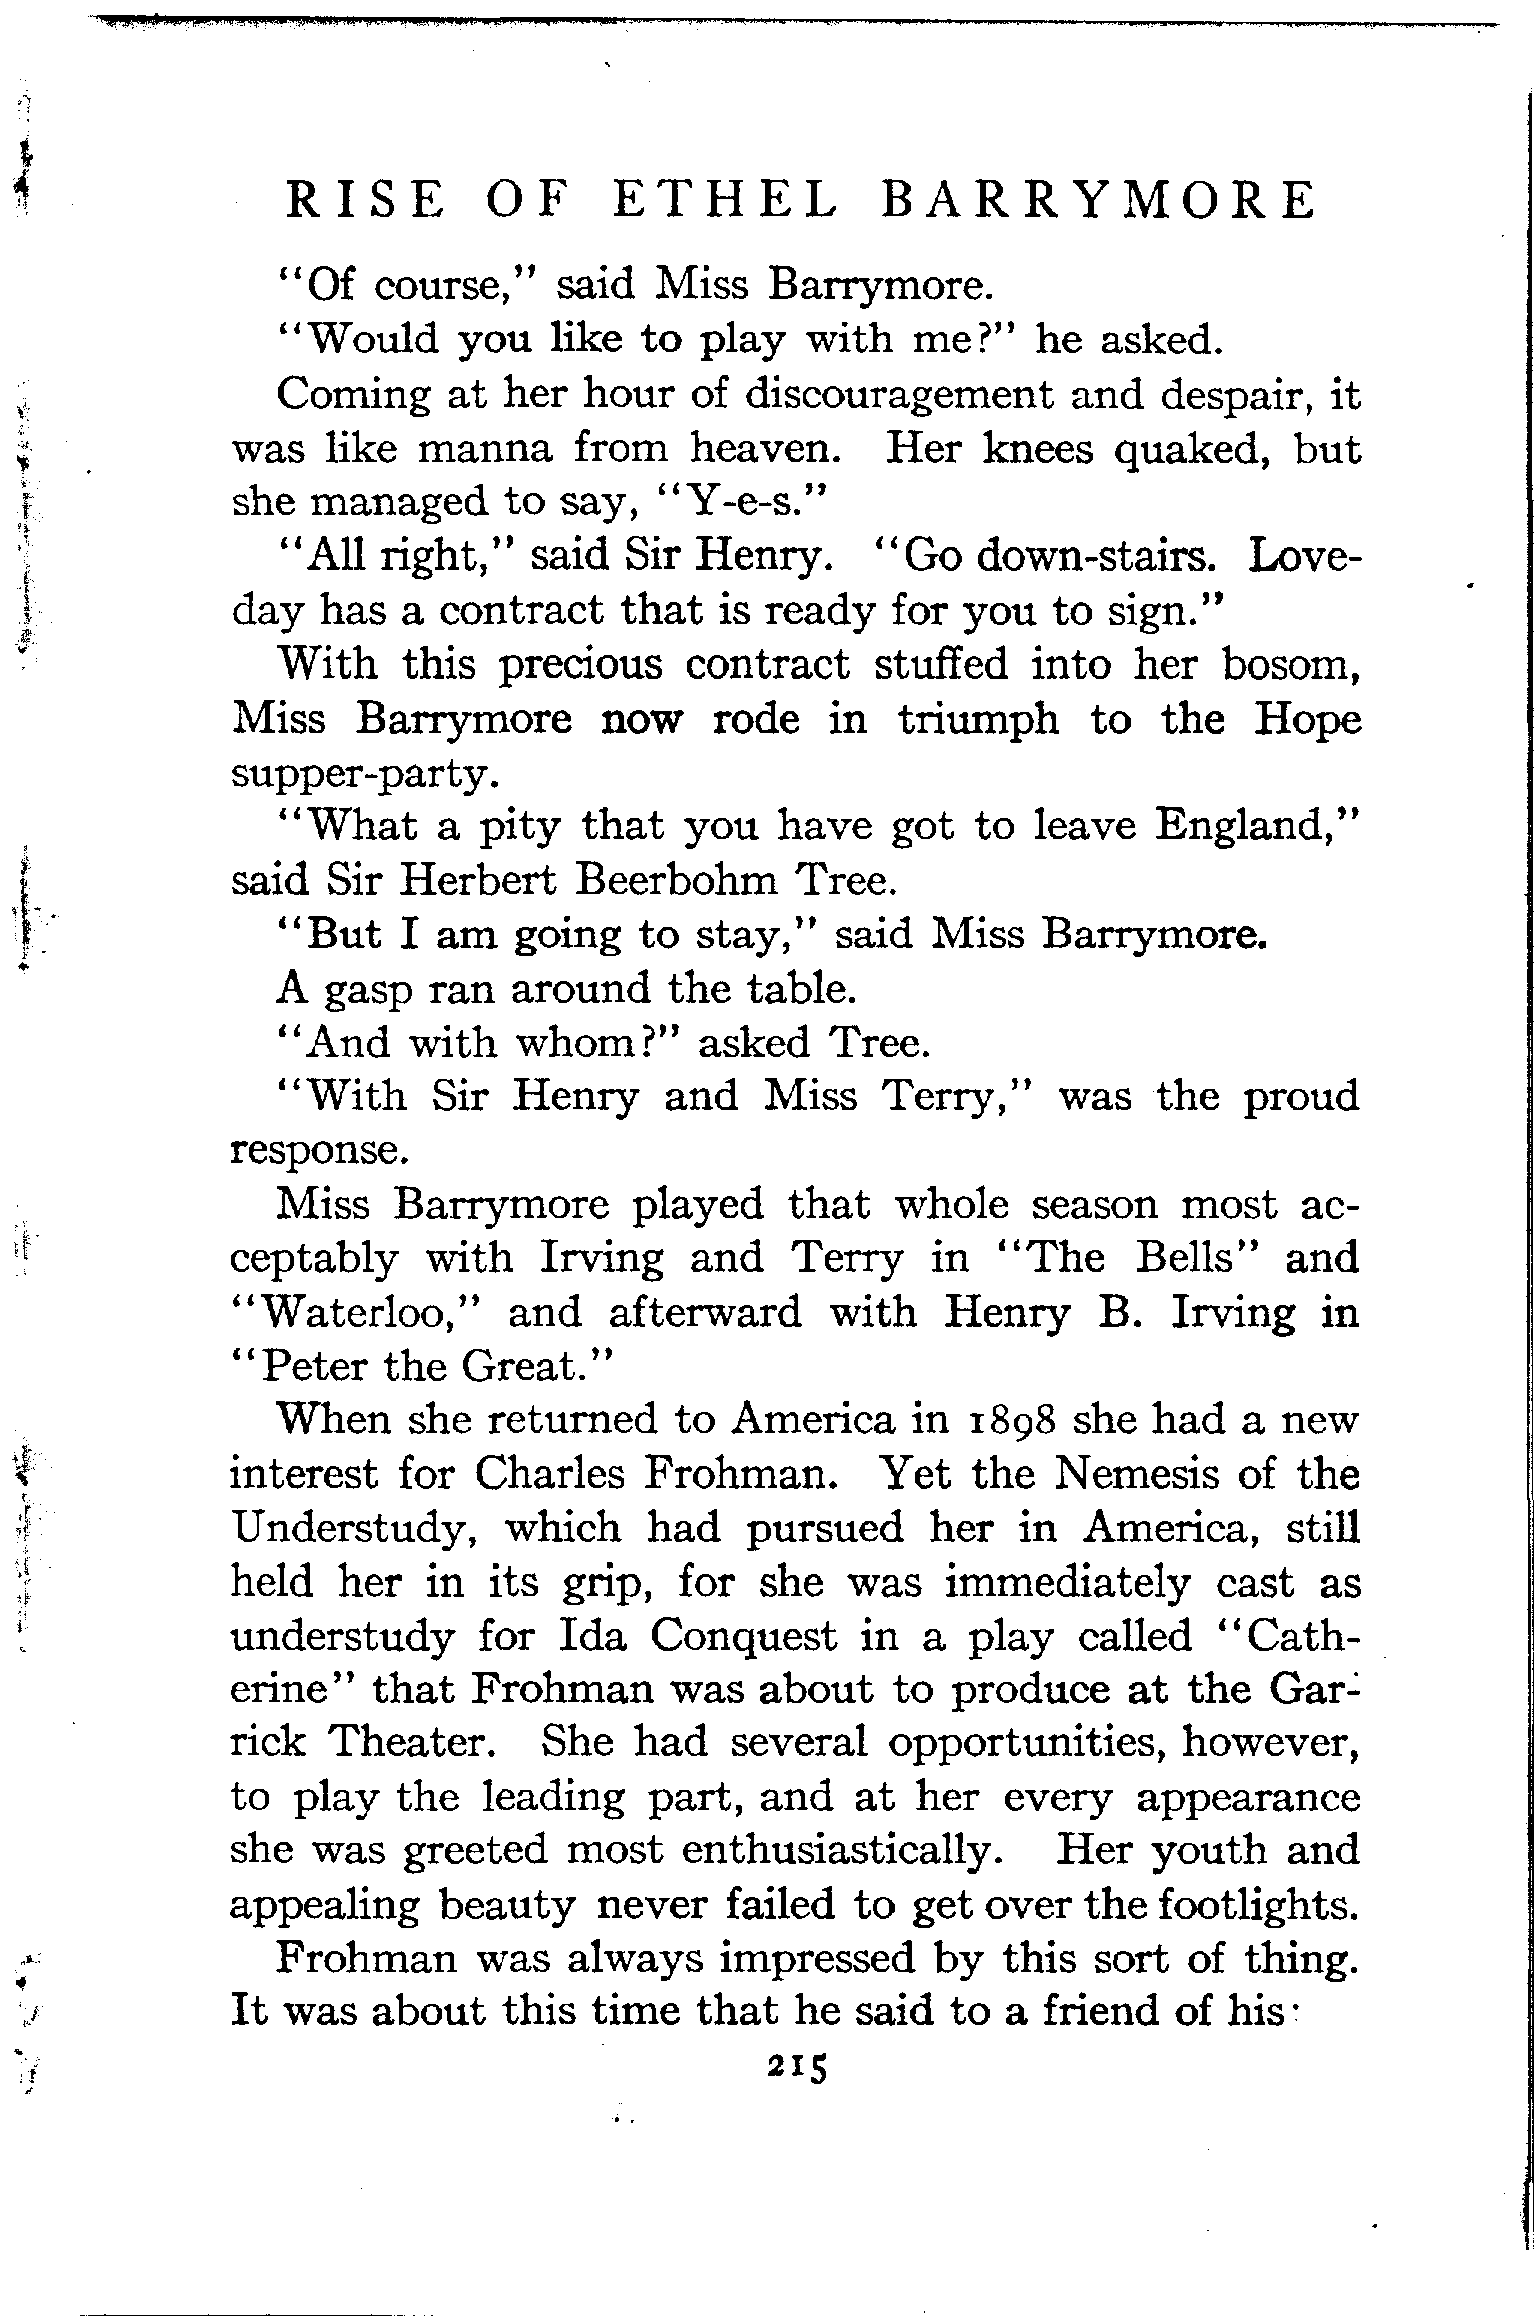 RISE OF ETHEL BARRYMORE
"Of course," said Miss Barrymore.
"Would you like to play with me?" he asked.
Coming at her hour of discouragement and despair, it
was like manna from heaven. Her knees quaked, but
she managed to say, "Y-e-s."
"All right," said Sir Henry. "Go down-stairs. Love-
day has a contract that is ready for you to sign."
With this precious contract stuffed into her bosom,
Miss Barrymore now rode in triumph to the Hope
supper-party.
"What a pity that you have got to leave England,"
said Sir Herbert Beerbohm Tree.
"But I am going to stay," said Miss Barrymore.
A gasp ran around the table.
"And with whom?" asked Tree.
"With Sir Henry and Miss Terry," was the proud
response.
Miss Barrymore played that whole season most ac-
ceptably with Irving and Terry in "The Bells" and
"Waterloo," and afterward with Henry B. Irving in
"Peter the Great."
When she returned to America in 1898 she had a new
interest for Charles Frohman. Yet the Nemesis of the
Understudy, which had pursued her in America, still
held her in its grip, for she was immediately cast as
understudy for Ida Conquest in a play called "Cath-
erine" that Frohman was about to produce at the Gar-
rick Theater. She had several opportunities, however,
to play the leading part, and at her every appearance
she was greeted most enthusiastically. Her youth and
appealing beauty never failed to get over the footlights.
Frohman was always impressed by this sort of thing.
It was about this time that he said to a friend of his:
215